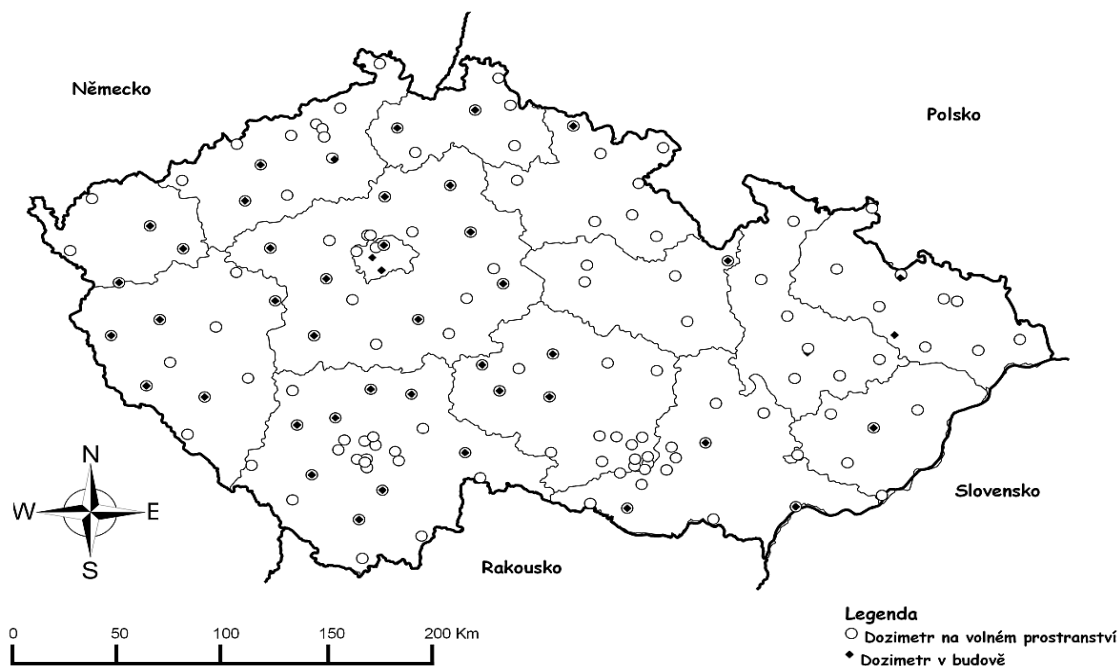 Německo
Polsko
N
W
E
S
Slovensko
Rakousko
0 50 100 150 200 Km
Legenda
Dozimetr na volném prostranství
Dozimetr v budově